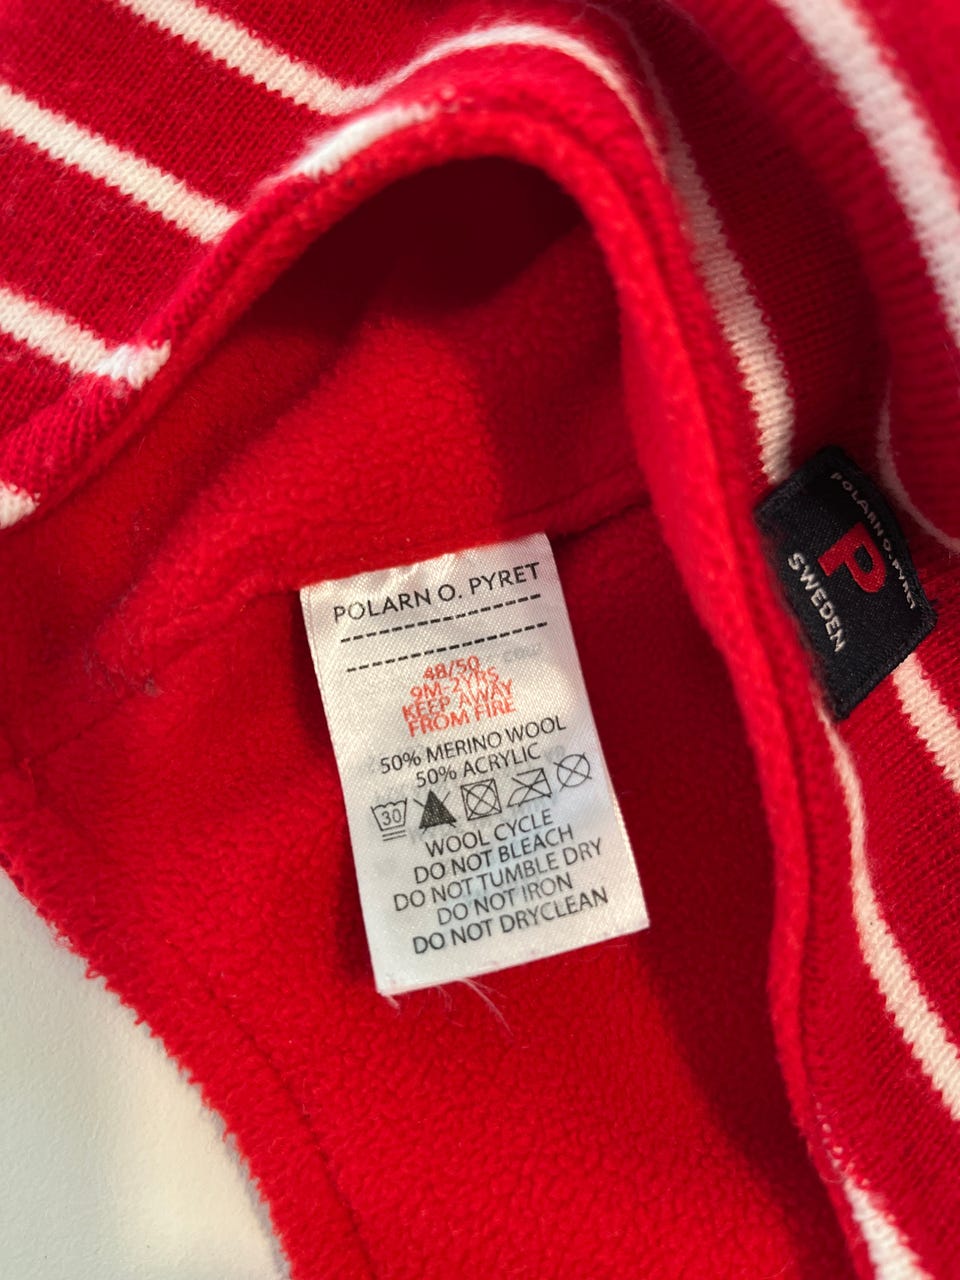 POLARN O. PYRET
48/50
9M-2YRS
KEEP AWAY
FROM FIRE
50% MERINO WOOL
50% ACRYLIC
30
WOOL CYCLE
DO NOT BLEACH
DO NOT TUMBLE DRY
DO NOT IRON
DO NOT DRYCLEAN
POLARN O. PYRET
P
SWEDEN